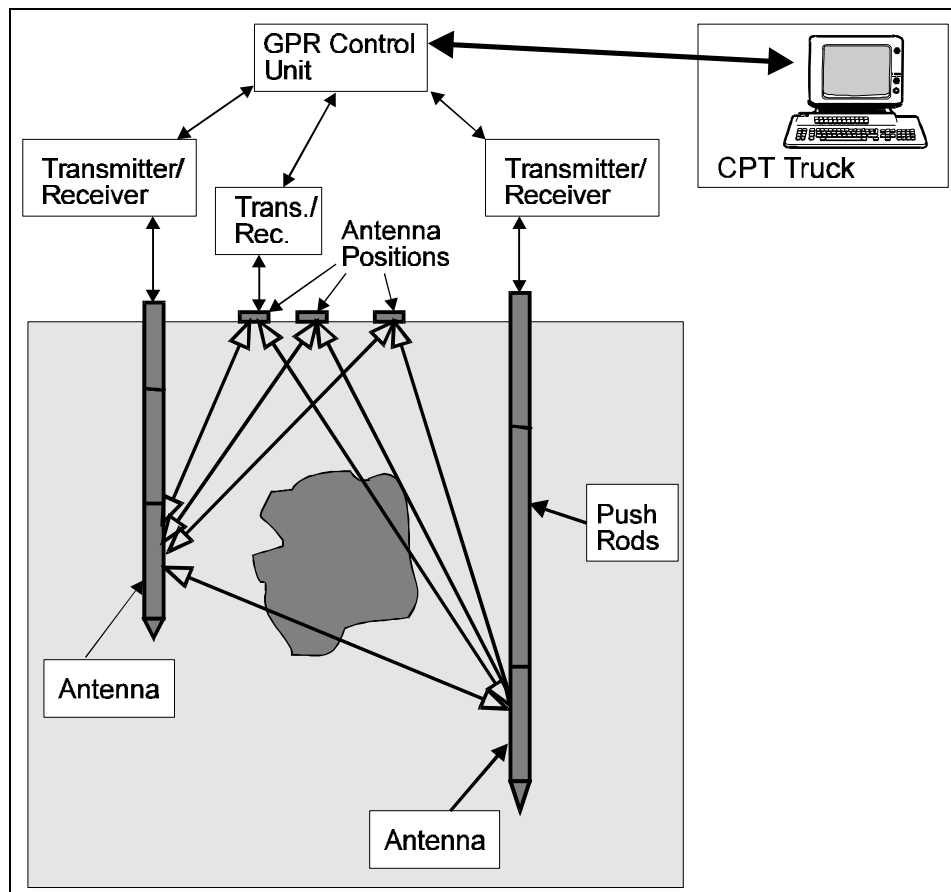 GPR Control
Unit
CPT Truck
Transmitter/
Receiver
Trans./
Rec.
Antenna
Positions
Transmitter/
Receiver
Push
Rods
Antenna
Antenna